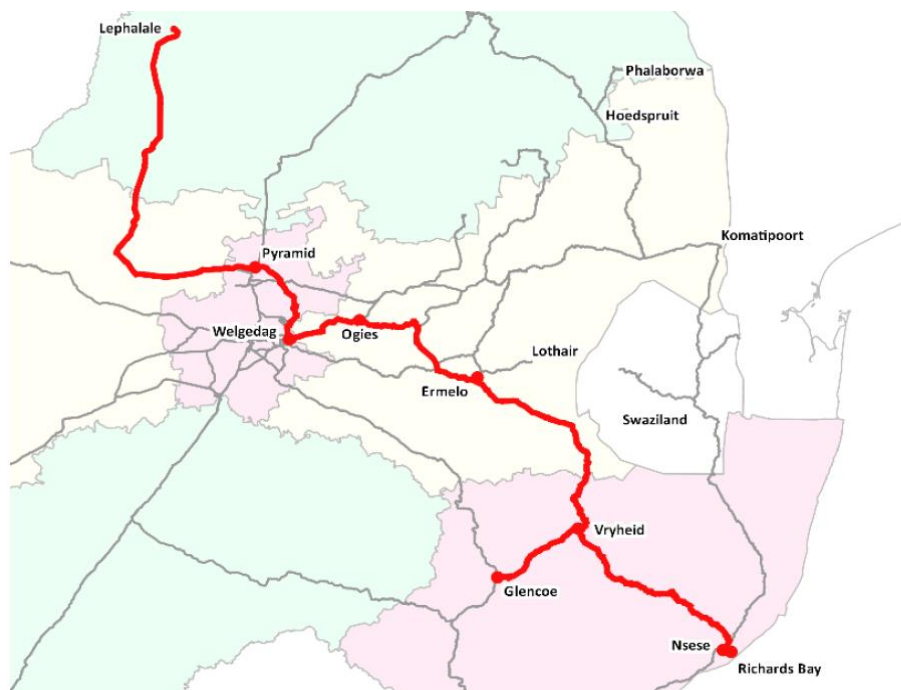 Lephalale
Phalaborwa
Hoedspruit
Komatipoort
Pyramid
Welgedag
Ogies
Lothair
Ermelo
Swaziland
Vryheid
Glencoe
Nsese
Richards Bay